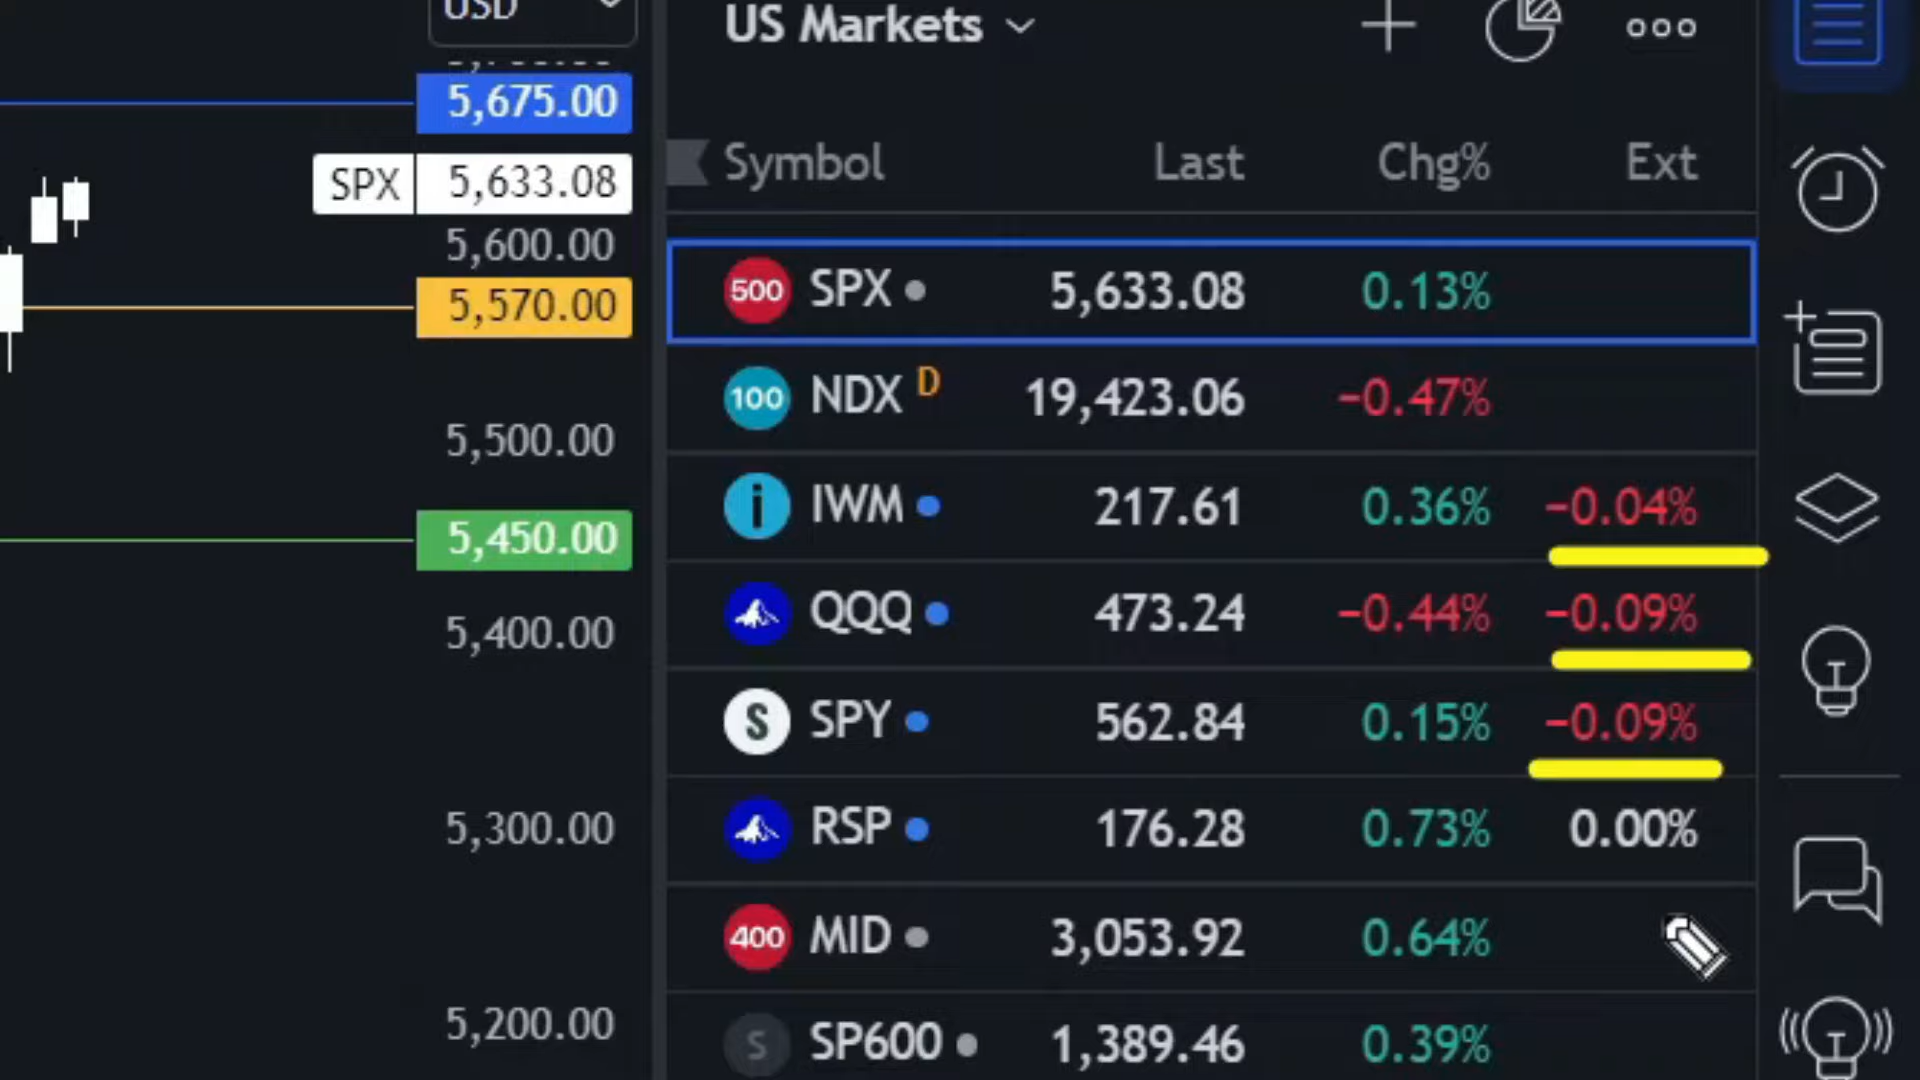 USD
US Markets
5,675.00
Symbol Last Chg% Ext
SPX 5,633.08
5,600.00
500 SPX 5,633.08 0.13%
5,570.00
100 NDX D 19,423.06 −0.47%
5,500.00
i IWM 217.61 0.36% −0.04%
5,450.00
QQQ 473.24 −0.44% −0.09%
5,400.00
S SPY 562.84 0.15% −0.09%
5,300.00
RSP 176.28 0.73% 0.00%
400 MID 3,053.92 0.64%
5,200.00
S SP600 1,389.46 0.39%